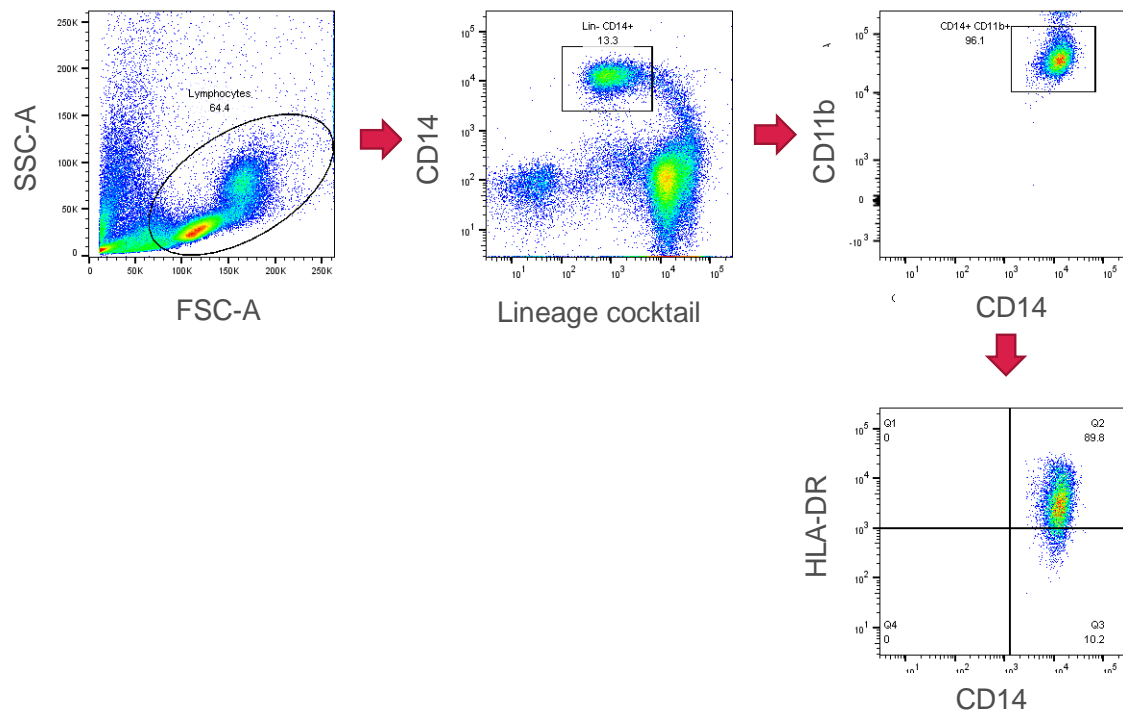 SSC-A
250K
200K
150K
100K
50K
0
Lymphocytes
64.4
0
50K
100K
150K
200K
250K
FSC-A
CD14
10^5
10^4
10^3
10^2
10^1
Lin- CD14+
13.3
10^1
10^2
10^3
10^4
10^5
Lineage cocktail
CD11b
10^5
10^4
10^3
0
-10^3
CD14+ CD11b+
96.1
10^1
10^2
10^3
10^4
10^5
CD14
HLA-DR
10^5
10^4
10^3
10^2
10^1
Q1
0
Q2
89.8
Q4
0
Q3
10.2
10^1
10^2
10^3
10^4
10^5
CD14